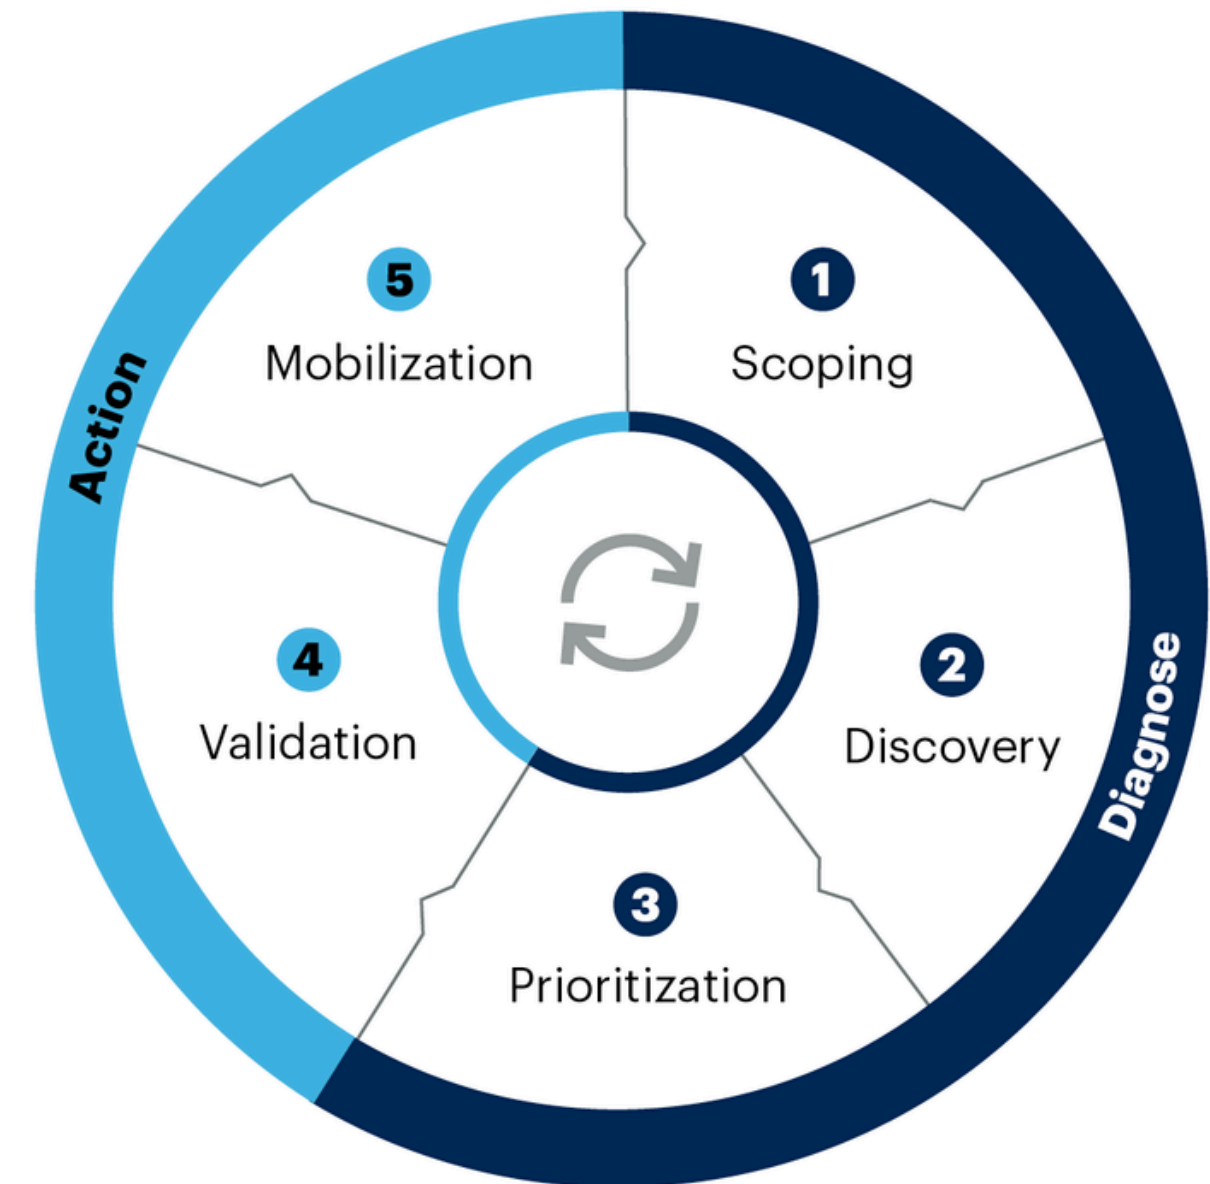 1
Scoping
2
Discovery
3
Prioritization
4
Validation
5
Mobilization
Diagnose
Action